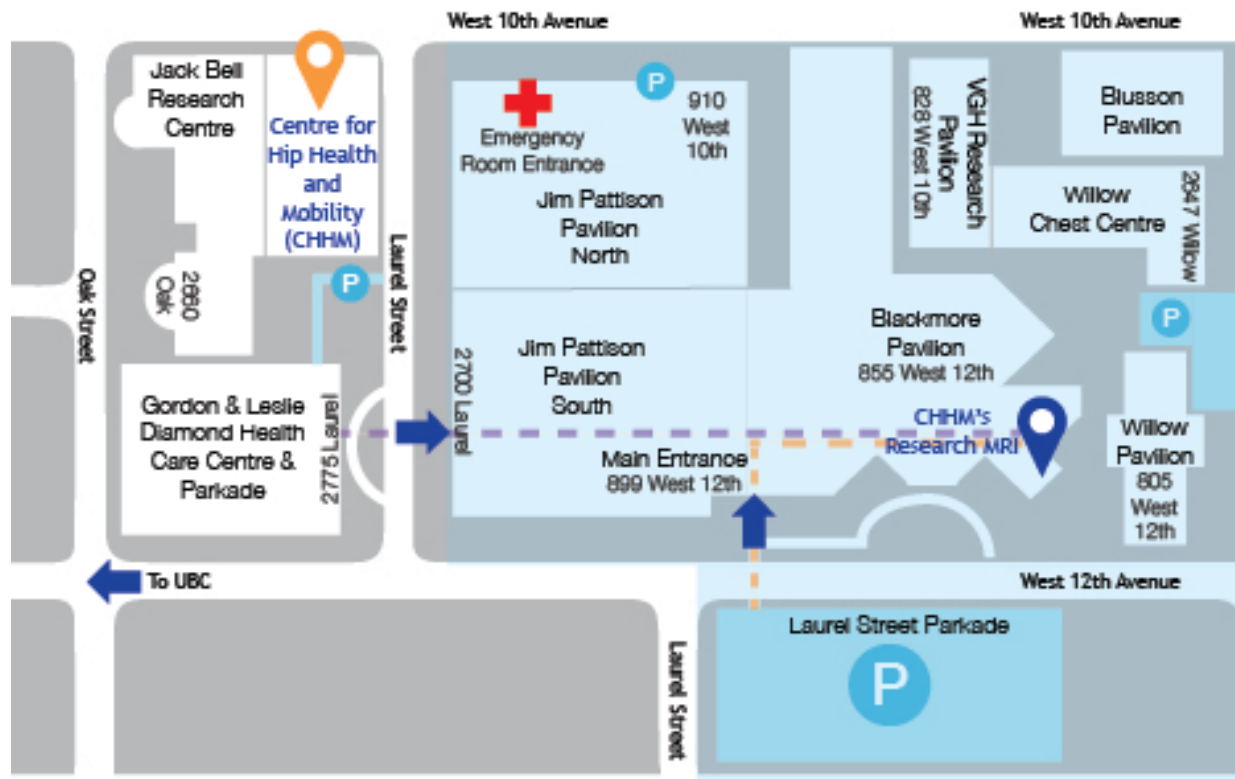 West 10th Avenue
West 10th Avenue
Jack Bell
Research
Centre
Centre for
Hip Health
and
Mobility
(CHHM)
P
Emergency
Room Entrance
P
910
West
10th
Jim Pattison
Pavilion
North
VGH Research
Pavilion
828 West 10th
Blusson
Pavilion
Willow
Chest Centre
2647 Willow
Oak Street
2660
Oak
Laurel Street
P
Jim Pattison
Pavilion
South
2700 Laurel
Blackmore
Pavilion
855 West 12th
Gordon & Leslie
Diamond Health
Care Centre &
Parkade
2775 Laurel
CHHM's
Research MRI
Main Entrance
899 West 12th
Willow
Pavilion
805
West
12th
To UBC
West 12th Avenue
Laurel Street
Laurel Street Parkade
P